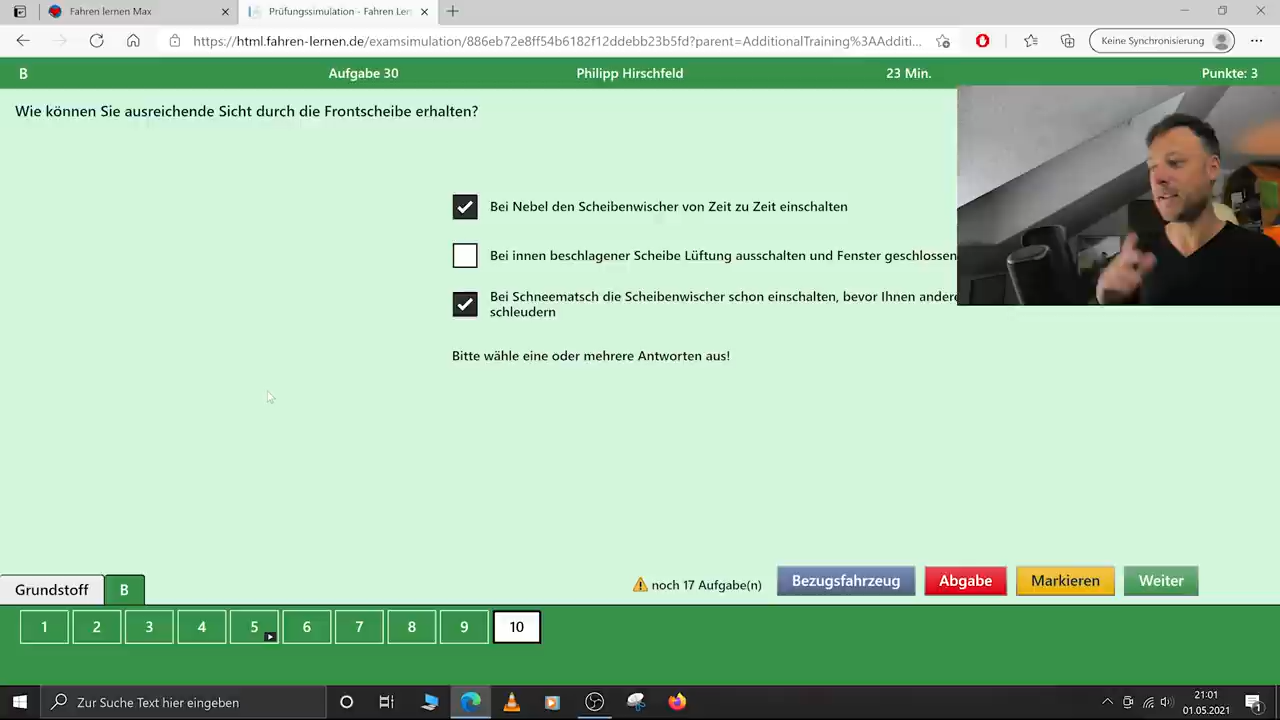 Fahren lernen Max
Prüfungssimulation - Fahren Ler
https://html.fahren-lernen.de/examsimulation/886eb72e8ff54b6182f12ddebb23b5fd?parent=AdditionalTraining%3AAdditi...
Keine Synchronisierung
B
Aufgabe 30
Philipp Hirschfeld
23 Min.
Punkte: 3
Wie können Sie ausreichende Sicht durch die Frontscheibe erhalten?
Bei Nebel den Scheibenwischer von Zeit zu Zeit einschalten
Bei innen beschlagener Scheibe Lüftung ausschalten und Fenster geschlossen
Bei Schneematsch die Scheibenwischer schon einschalten, bevor Ihnen andere
schleudern
Bitte wähle eine oder mehrere Antworten aus!
noch 17 Aufgabe(n)
Bezugsfahrzeug
Abgabe
Markieren
Weiter
Grundstoff
B
1
2
3
4
5
6
7
8
9
10
Zur Suche Text hier eingeben
21:01
01.05.2021